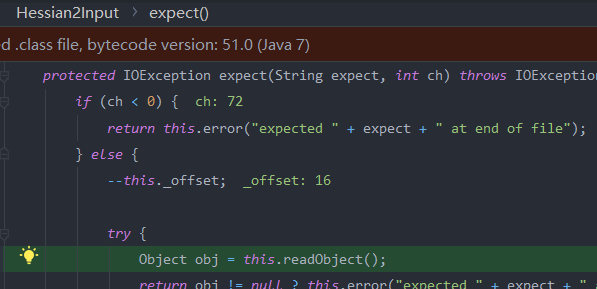 Hessian2Input › expect()
ed .class file, bytecode version: 51.0 (Java 7)
protected IOException expect(String expect, int ch) throws IOException
if (ch < 0) { ch: 72
return this.error("expected " + expect + " at end of file");
} else {
--this._offset; _offset: 16
try {
Object obj = this.readObject();
return obj != null ? this.error("expected " + expect + "